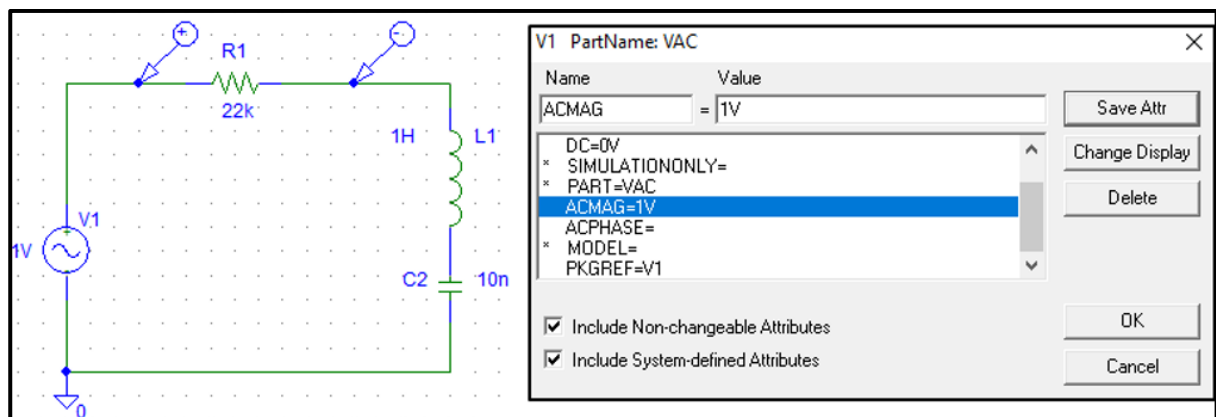 +
-
R1
22k
1H
L1
V1
+
1V
-
C2
10n
0
V1 PartName: VAC
Name
Value
ACMAG
=
1V
Save Attr
DC=0V
* SIMULATIONONLY=
* PART=VAC
ACMAG=1V
ACPHASE=
* MODEL=
PKGREF=V1
Change Display
Delete
Include Non-changeable Attributes
Include System-defined Attributes
OK
Cancel